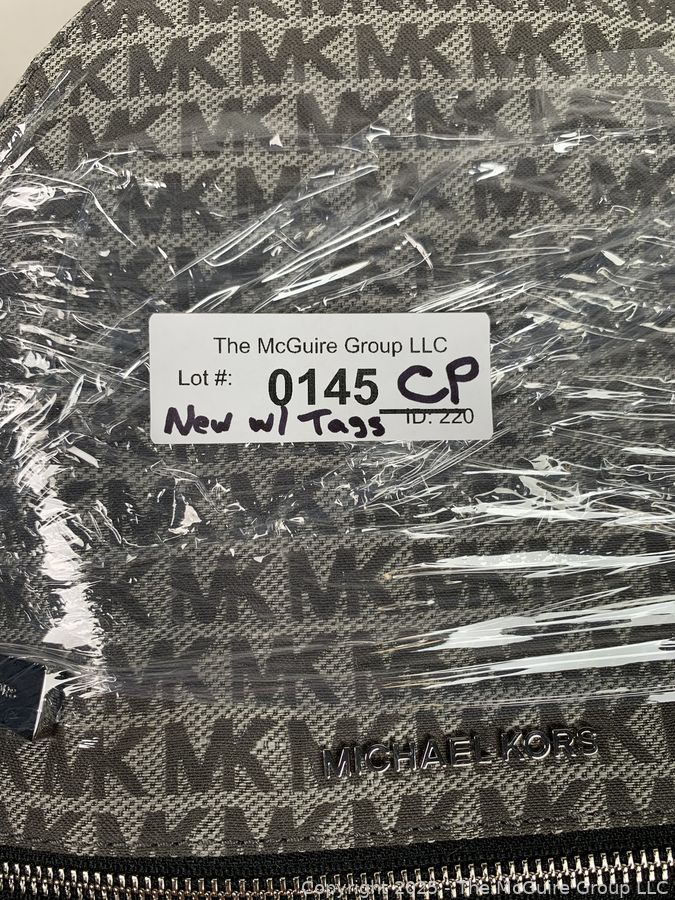 The McGuire Group LLC
Lot #: 0145 CP
New w/ Tags ID: 220
MICHAEL KORS
Copyright 2025 - The McGuire Group LLC